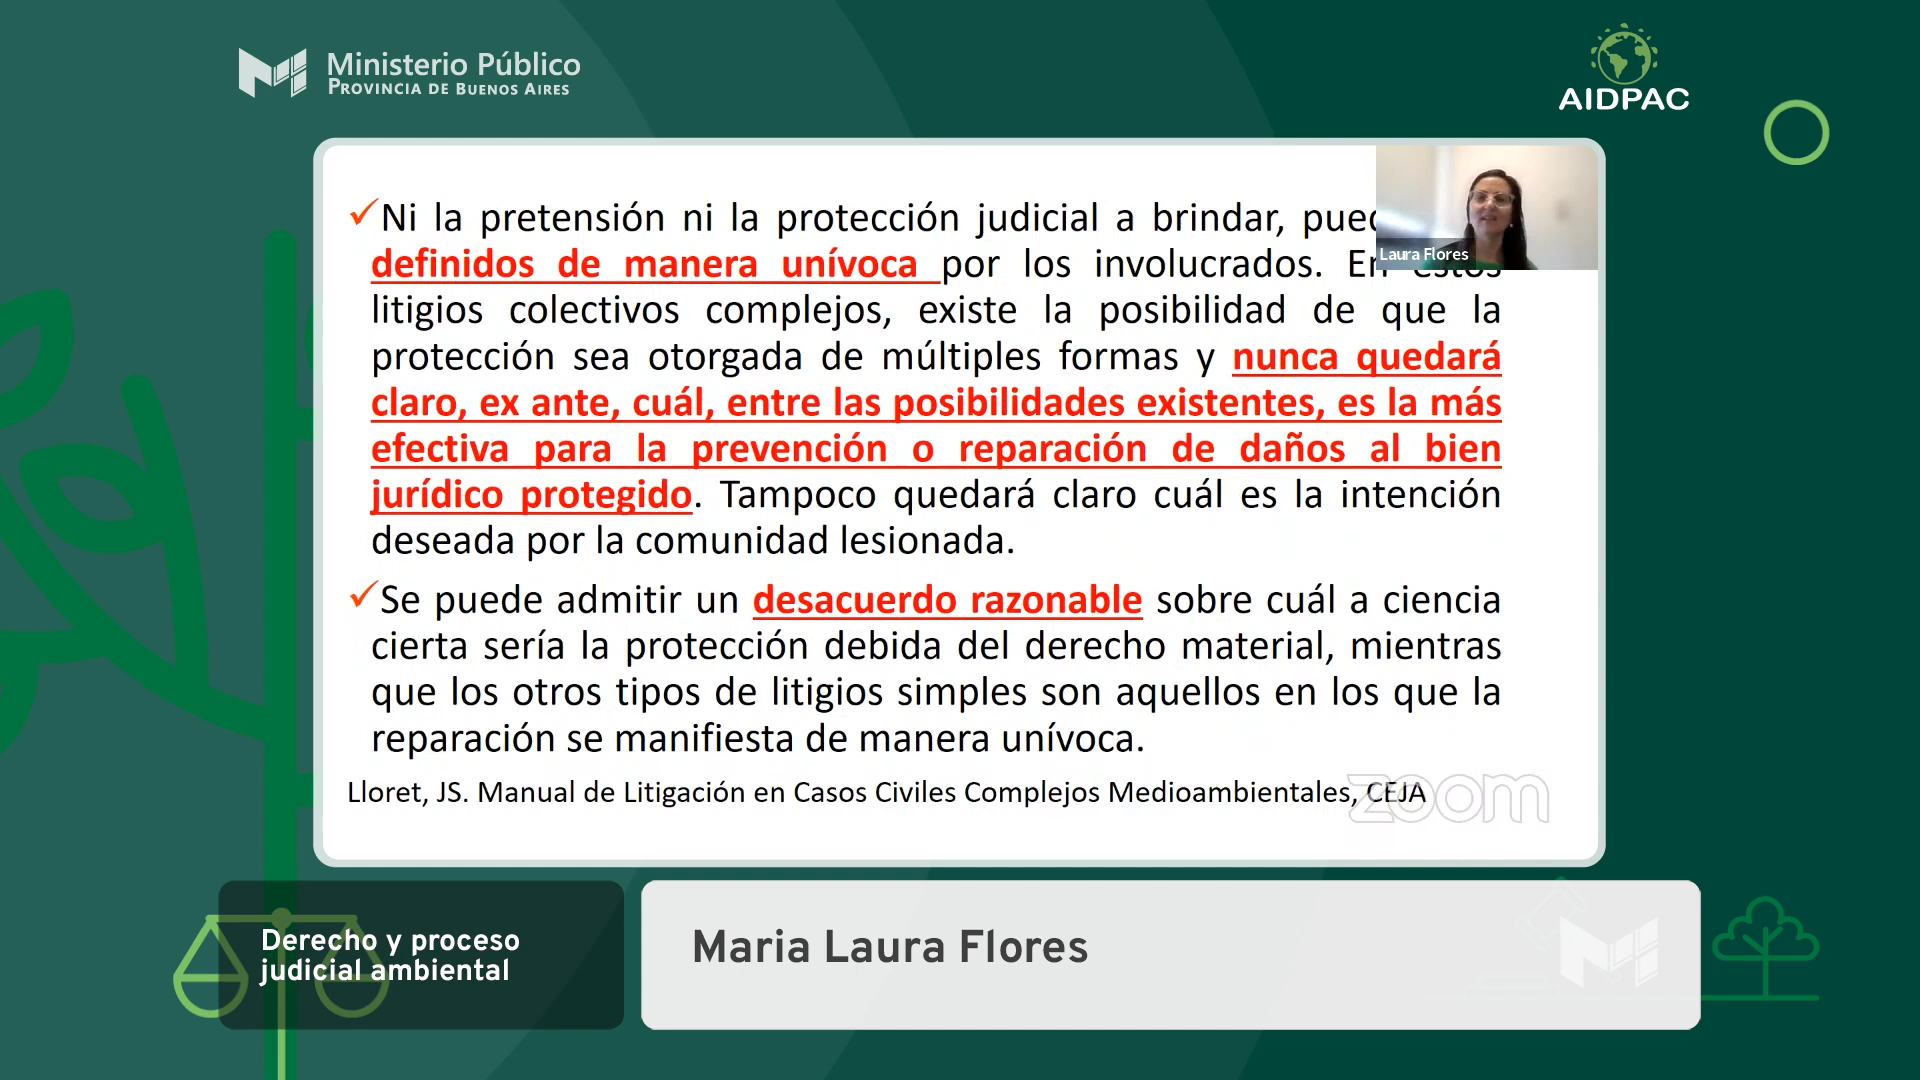 Ministerio Público
PROVINCIA DE BUENOS AIRES
AIDPAC
Ni la pretensión ni la protección judicial a brindar,
definidos de manera unívoca por los involucrados. En estos
litigios colectivos complejos, existe la posibilidad de que la
protección sea otorgada de múltiples formas y nunca quedará
claro, ex ante, cuál, entre las posibilidades existentes, es la más
efectiva para la prevención o reparación de daños al bien
jurídico protegido. Tampoco quedará claro cuál es la intención
deseada por la comunidad lesionada.
Se puede admitir un desacuerdo razonable sobre cuál a ciencia
cierta sería la protección debida del derecho material, mientras
que los otros tipos de litigios simples son aquellos en los que la
reparación se manifiesta de manera unívoca.
Lloret, JS. Manual de Litigación en Casos Civiles Complejos Medioambientales, CEJA
Laura Flores
zoom
Derecho y proceso
judicial ambiental
Maria Laura Flores